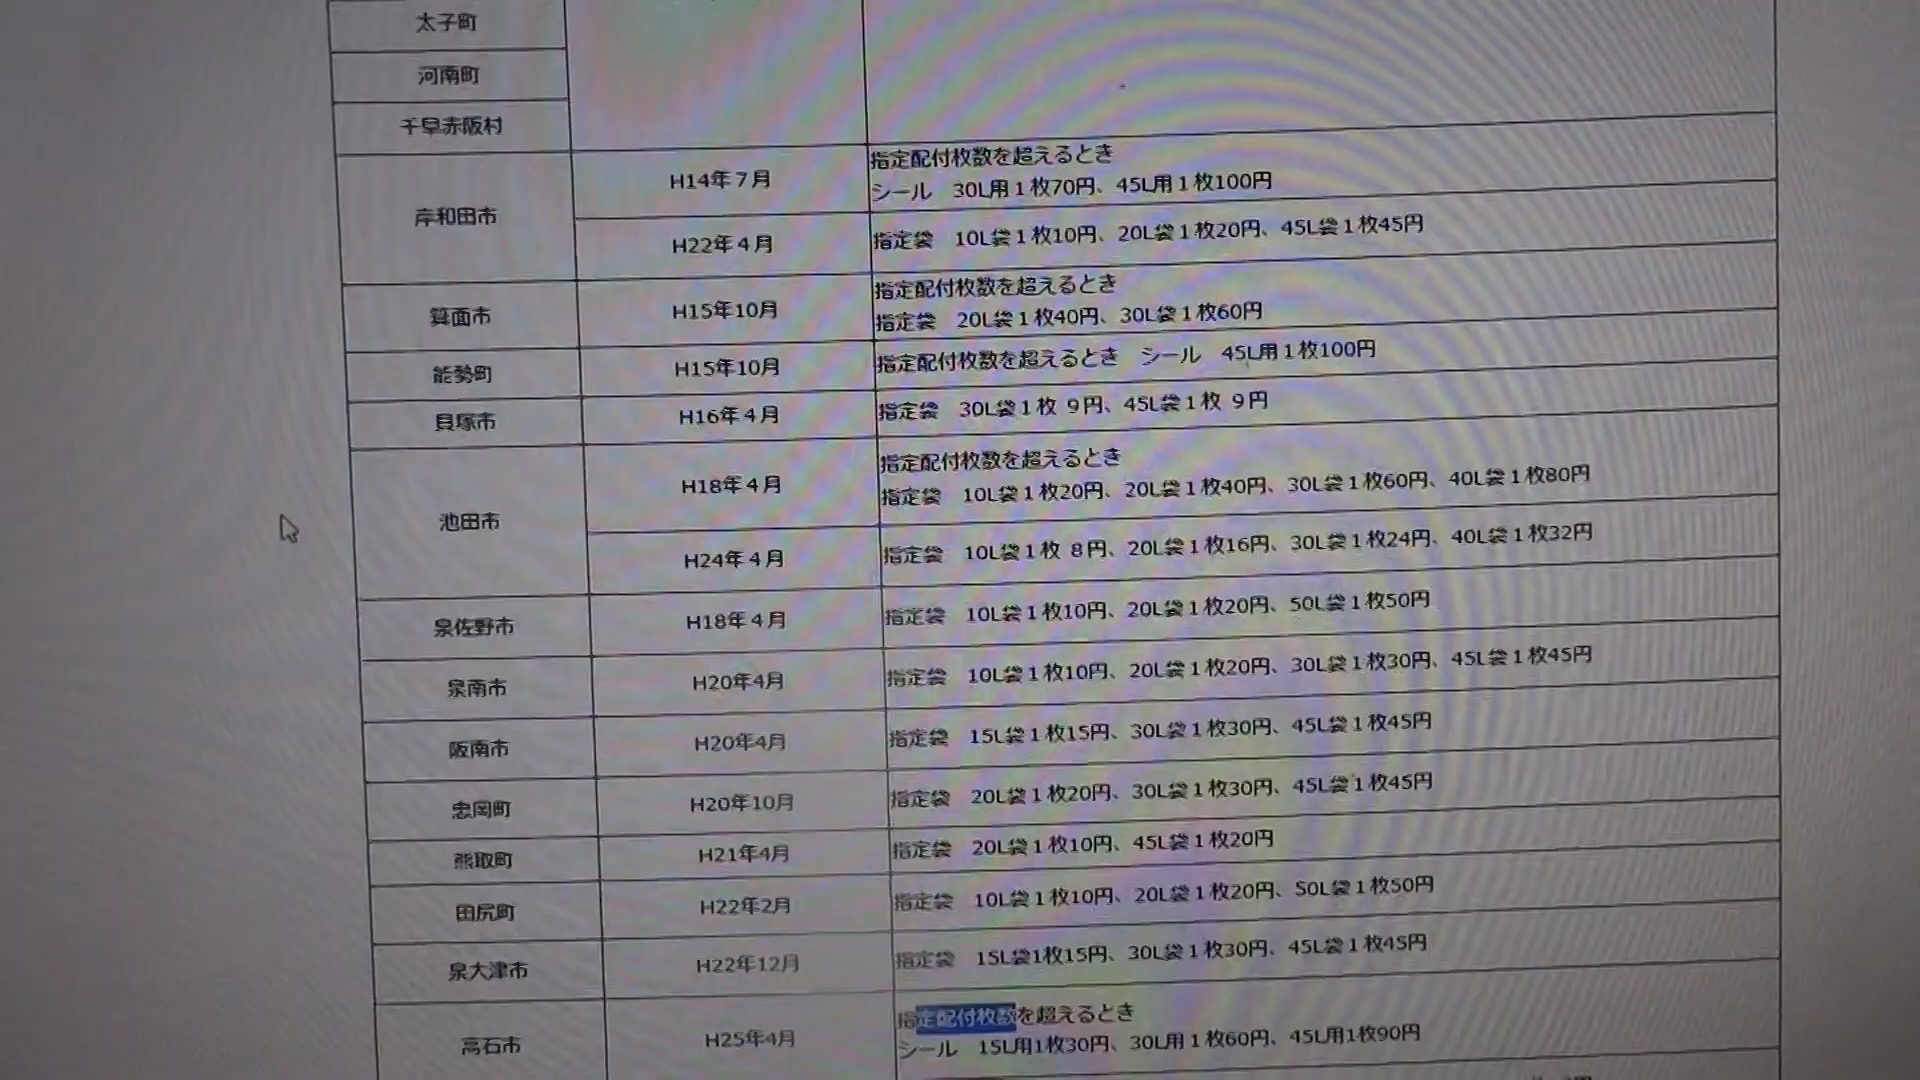 太子町
河南町
千早赤阪村
岸和田市
H14年7月
指定配付枚数を超えるとき
シール　30L用1枚70円、45L用1枚100円
H22年4月
指定袋　10L袋1枚10円、20L袋1枚20円、45L袋1枚45円
箕面市
H15年10月
指定配付枚数を超えるとき
指定袋　20L袋1枚40円、30L袋1枚60円
能勢町
H15年10月
指定配付枚数を超えるとき　シール　45L用1枚100円
貝塚市
H16年4月
指定袋　30L袋1枚 9円、45L袋1枚 9円
池田市
H18年4月
指定配付枚数を超えるとき
指定袋　10L袋1枚20円、20L袋1枚40円、30L袋1枚60円、40L袋1枚80円
H24年4月
指定袋　10L袋1枚 8円、20L袋1枚16円、30L袋1枚24円、40L袋1枚32円
泉佐野市
H18年4月
指定袋　10L袋1枚10円、20L袋1枚20円、50L袋1枚50円
泉南市
H20年4月
指定袋　10L袋1枚10円、20L袋1枚20円、30L袋1枚30円、45L袋1枚45円
阪南市
H20年4月
指定袋　15L袋1枚15円、30L袋1枚30円、45L袋1枚45円
忠岡町
H20年10月
指定袋　20L袋1枚20円、30L袋1枚30円、45L袋1枚45円
熊取町
H21年4月
指定袋　20L袋1枚10円、45L袋1枚20円
田尻町
H22年2月
指定袋　10L袋1枚10円、20L袋1枚20円、50L袋1枚50円
泉大津市
H22年12月
指定袋　15L袋1枚15円、30L袋1枚30円、45L袋1枚45円
高石市
H25年4月
指定配付枚数を超えるとき
シール　15L用1枚30円、30L用1枚60円、45L用1枚90円